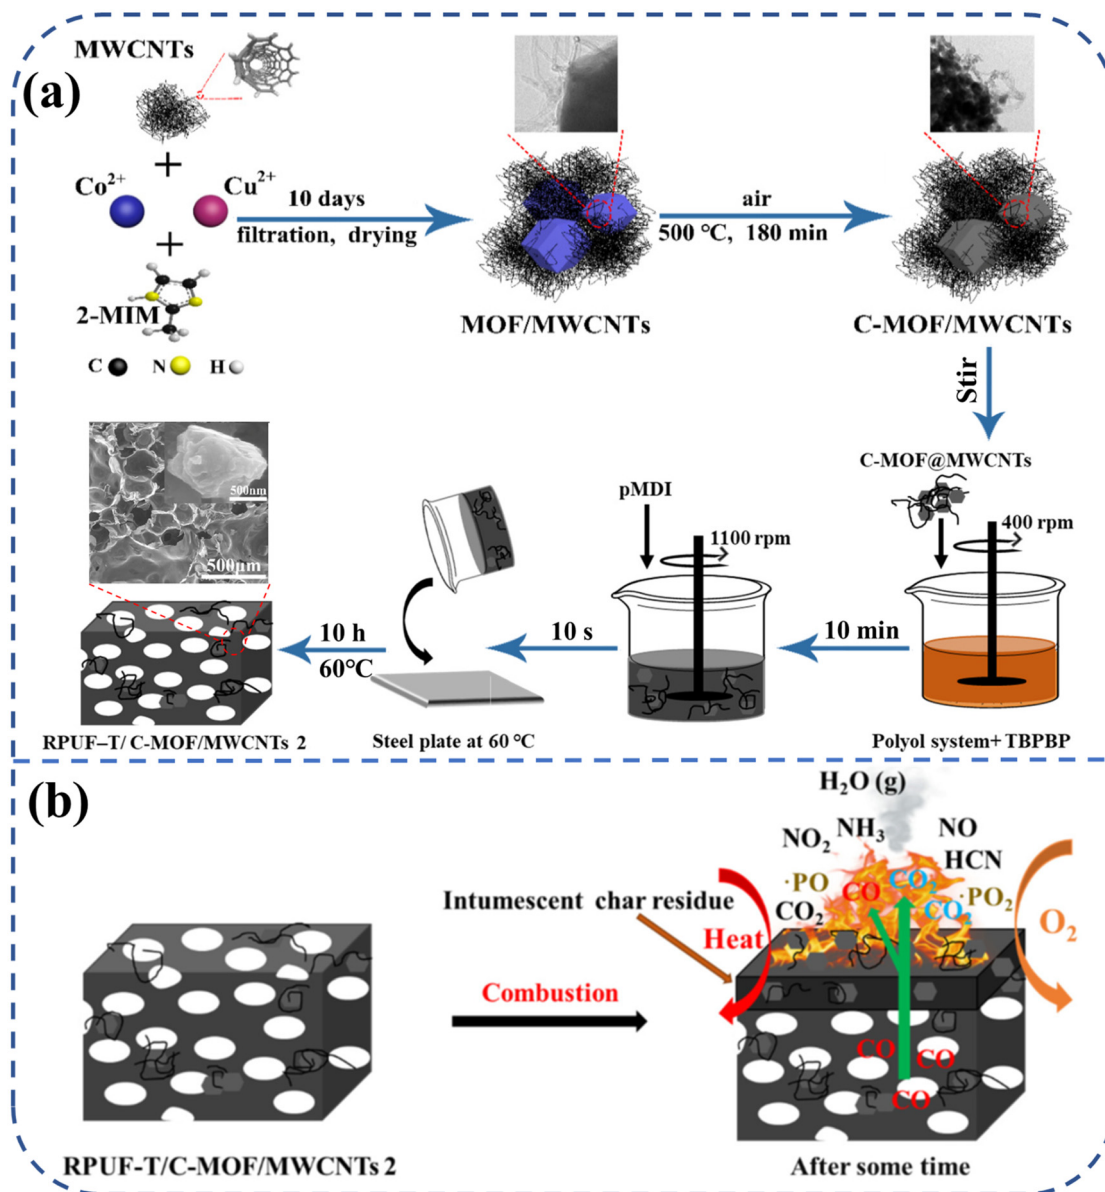 (a)
MWCNTs
+
Co²⁺
Cu²⁺
+
2-MIM
C
N
H
10 days
filtration, drying
MOF/MWCNTs
air
500 °C, 180 min
C-MOF/MWCNTs
Stir
C-MOF@MWCNTs
400 rpm
Polyol system+ TBPBP
10 min
pMDI
1100 rpm
10 s
Steel plate at 60 °C
10 h
60°C
500nm
500μm
RPUF–T/ C-MOF/MWCNTs 2
(b)
RPUF-T/C-MOF/MWCNTs 2
Combustion
Intumescent char residue
H₂O (g)
NO₂
NH₃
NO
HCN
·PO
CO
CO₂
·PO₂
CO₂
CO₂
Heat
O₂
CO
CO
CO
After some time